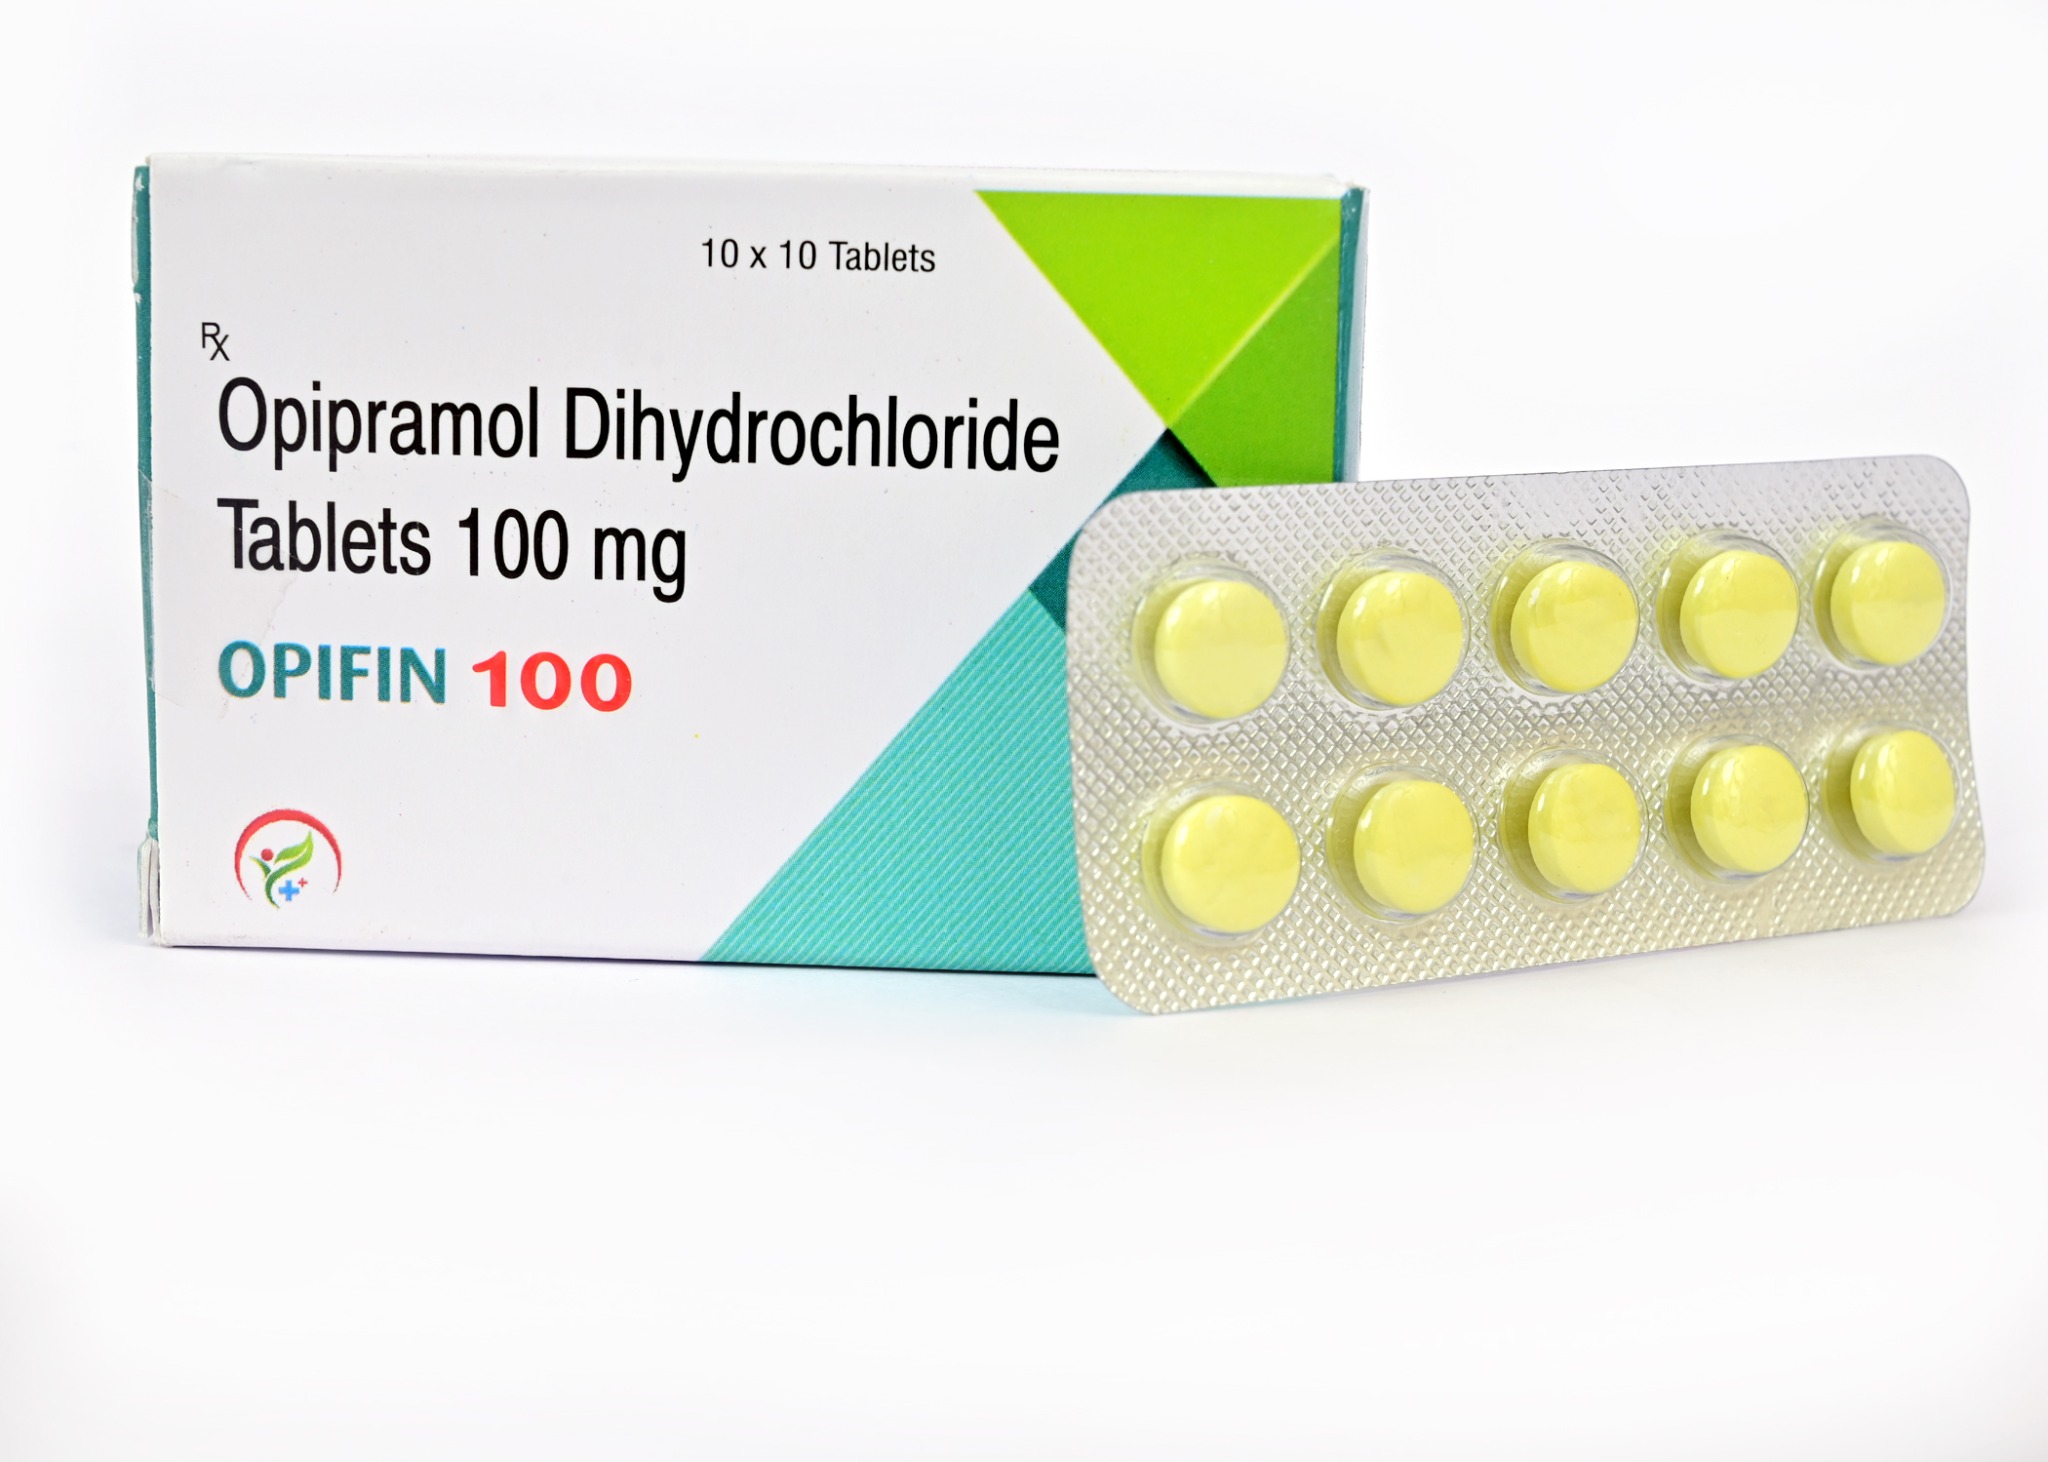 10 x 10 Tablets
Rx
Opipramol Dihydrochloride
Tablets 100 mg
OPIFIN 100